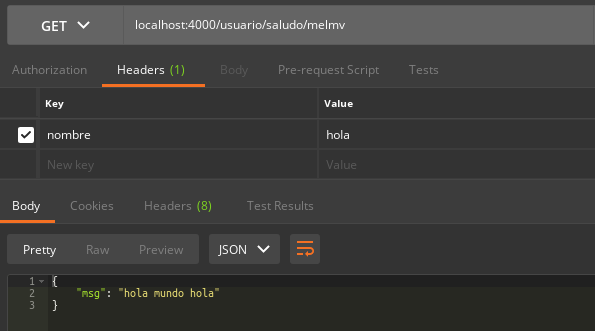 GET localhost:4000/usuario/saludo/melmv
Authorization Headers (1) Body Pre-request Script Tests
Key Value
nombre hola
New key Value
Body Cookies Headers (8) Test Results
Pretty Raw Preview JSON
1 {
2 "msg": "hola mundo hola"
3 }